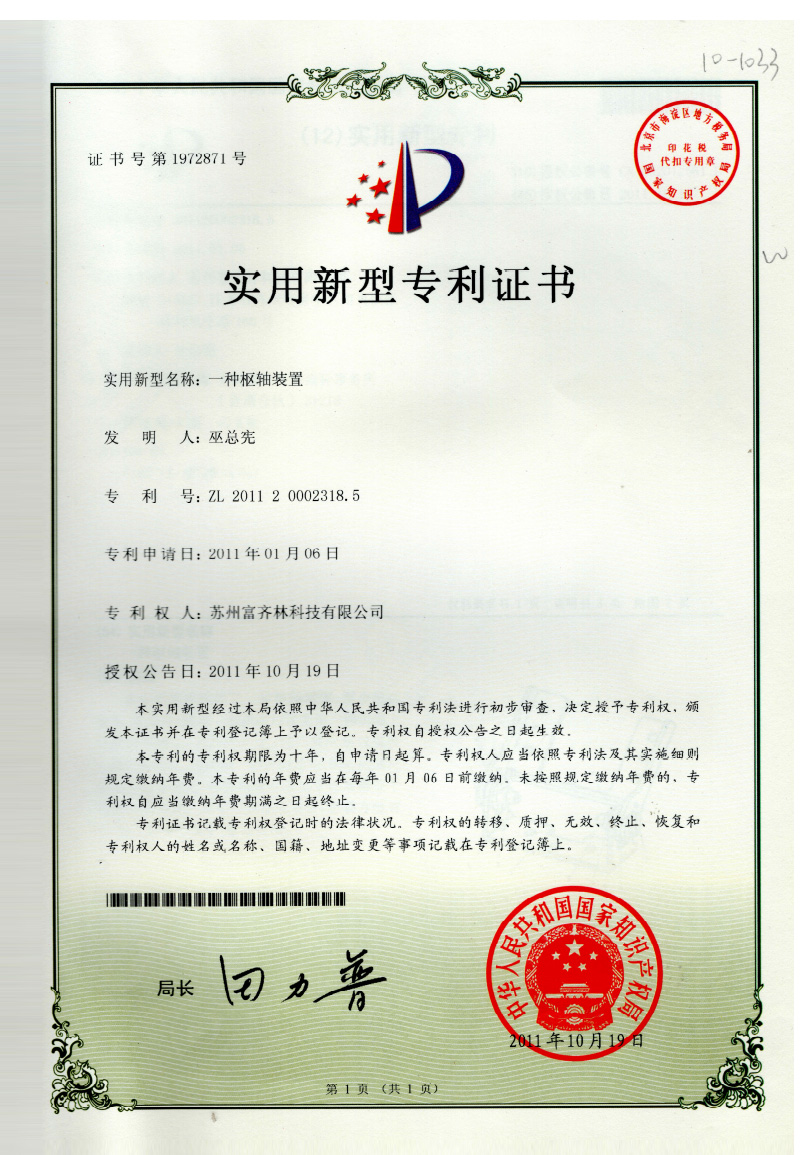 10-1033
证书号第1972871号
北京市海淀区地方税务局
印花税
代扣专用章
国家知识产权局
实用新型专利证书
实用新型名称：一种枢轴装置
发明人：巫总宪
专利号：ZL 2011 2 0002318.5
专利申请日：2011年01月06日
专利权人：苏州富齐林科技有限公司
授权公告日：2011年10月19日
本实用新型经过本局依照中华人民共和国专利法进行初步审查，决定授予专利权，颁
发本证书并在专利登记簿上予以登记。专利权自授权公告之日起生效。
本专利的专利权期限为十年，自申请日起算。专利权人应当依照专利法及其实施细则
规定缴纳年费。本专利的年费应当在每年01月06日前缴纳。未按照规定缴纳年费的，专
利权自应当缴纳年费期满之日起终止。
专利证书记载专利权登记时的法律状况。专利权的转移、质押、无效、终止、恢复和
专利权人的姓名或名称、国籍、地址变更等事项记载在专利登记簿上。
局长 田力普
中华人民共和国国家知识产权局
2011年10月19日
第1页（共1页）